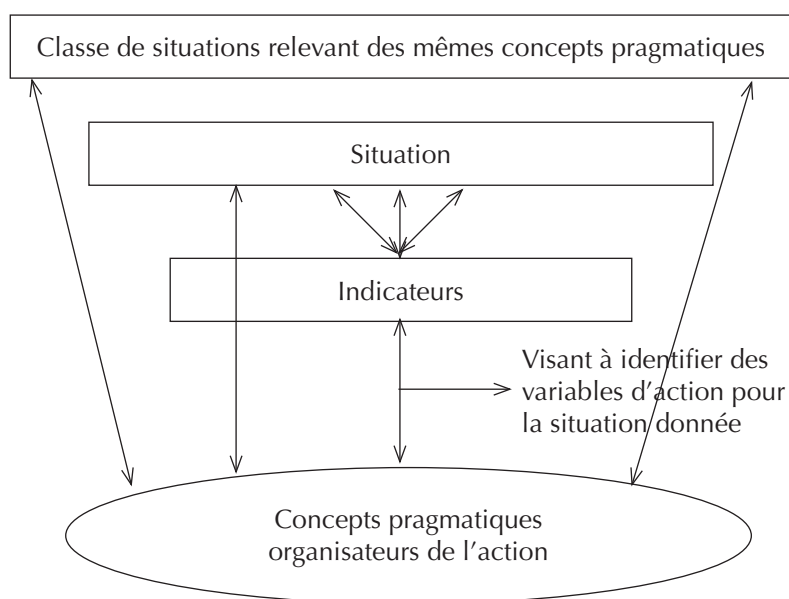 Classe de situations relevant des mêmes concepts pragmatiques
Situation
Indicateurs
Visant à identifier des
variables d’action pour
la situation donnée
Concepts pragmatiques
organisateurs de l’action